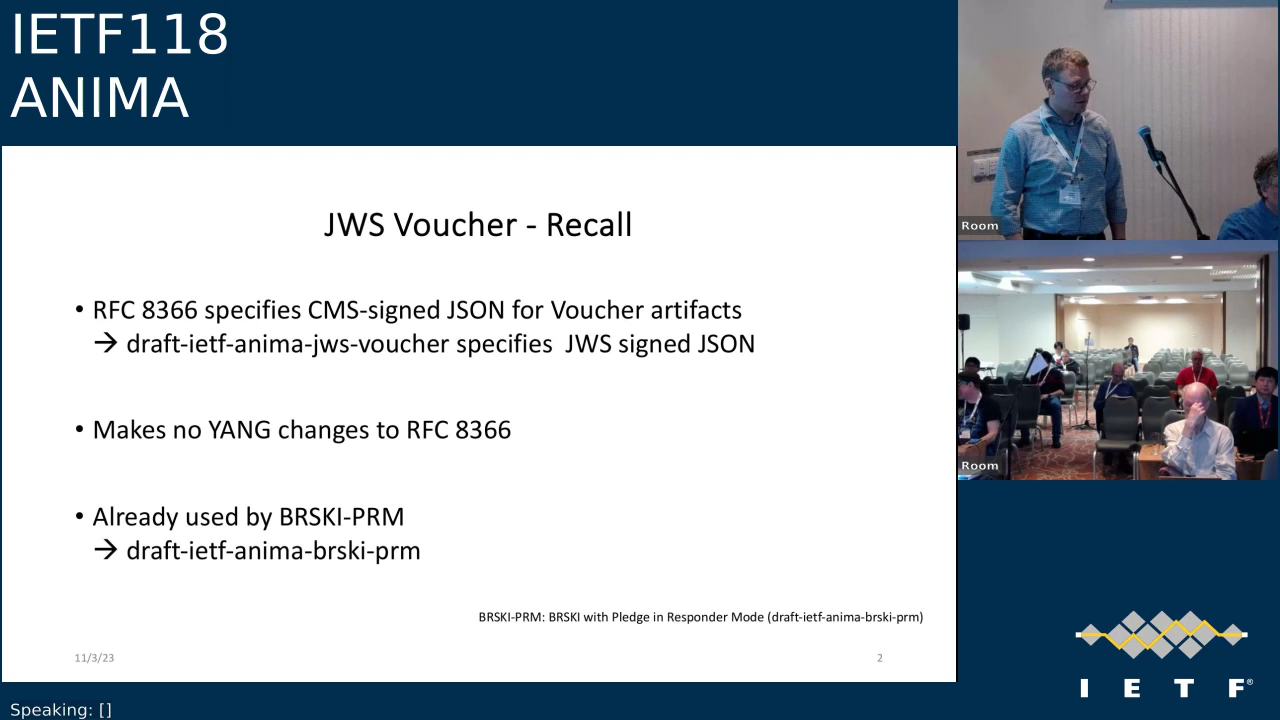 IETF118
ANIMA
JWS Voucher - Recall
• RFC 8366 specifies CMS-signed JSON for Voucher artifacts
→ draft-ietf-anima-jws-voucher specifies  JWS signed JSON
• Makes no YANG changes to RFC 8366
• Already used by BRSKI-PRM
→ draft-ietf-anima-brski-prm
BRSKI-PRM: BRSKI with Pledge in Responder Mode (draft-ietf-anima-brski-prm)
11/3/23
2
Room
Room
I E T F®
Speaking: []